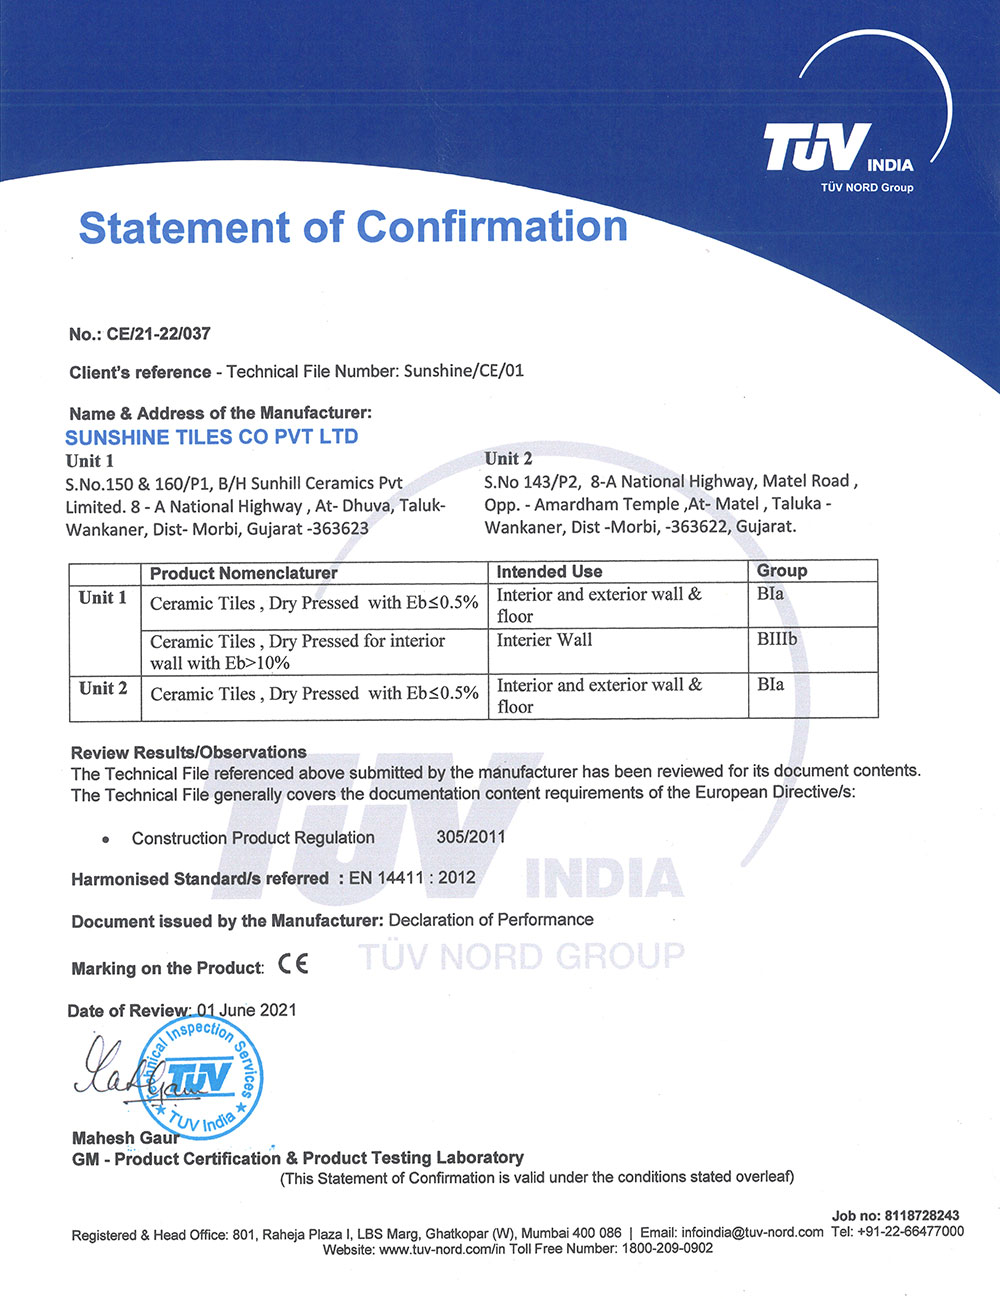 TÜV INDIA
TÜV NORD Group
Statement of Confirmation
No.: CE/21-22/037
Client's reference - Technical File Number: Sunshine/CE/01
Name & Address of the Manufacturer:
SUNSHINE TILES CO PVT LTD
Unit 1
S.No.150 & 160/P1, B/H Sunhill Ceramics Pvt
Limited. 8 - A National Highway , At- Dhuva, Taluk-
Wankaner, Dist- Morbi, Gujarat -363623
Unit 2
S.No 143/P2, 8-A National Highway, Matel Road ,
Opp. - Amardham Temple ,At- Matel , Taluka -
Wankaner, Dist -Morbi, -363622, Gujarat.
Product Nomenclaturer Intended Use Group
Unit 1 Ceramic Tiles , Dry Pressed with Eb≤0.5% Interior and exterior wall & BIa
floor
Ceramic Tiles , Dry Pressed for interior Interier Wall BIIIb
wall with Eb>10%
Unit 2 Ceramic Tiles , Dry Pressed with Eb≤0.5% Interior and exterior wall & BIa
floor
Review Results/Observations
The Technical File referenced above submitted by the manufacturer has been reviewed for its document contents.
The Technical File generally covers the documentation content requirements of the European Directive/s:
• Construction Product Regulation 305/2011
Harmonised Standard/s referred : EN 14411 : 2012
Document issued by the Manufacturer: Declaration of Performance
Marking on the Product: CE
TÜV INDIA
TÜV NORD GROUP
Date of Review: 01 June 2021
Technical Inspection Services
TÜV
★ TUV India ★
Mahesh Gaur
GM - Product Certification & Product Testing Laboratory
(This Statement of Confirmation is valid under the conditions stated overleaf)
Job no: 8118728243
Registered & Head Office: 801, Raheja Plaza I, LBS Marg, Ghatkopar (W), Mumbai 400 086 | Email: infoindia@tuv-nord.com Tel: +91-22-66477000
Website: www.tuv-nord.com/in Toll Free Number: 1800-209-0902